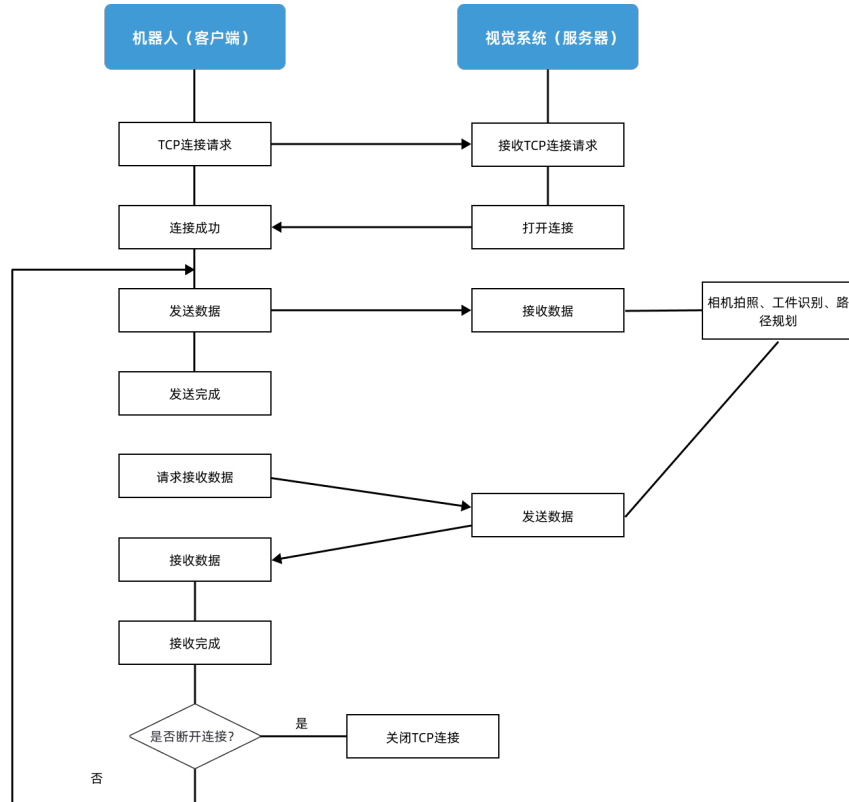 机器人（客户端）
视觉系统（服务器）
TCP连接请求
接收TCP连接请求
连接成功
打开连接
发送数据
接收数据
相机拍照、工件识别、路
径规划
发送完成
请求接收数据
发送数据
接收数据
接收完成
是否断开连接?
是
关闭TCP连接
否